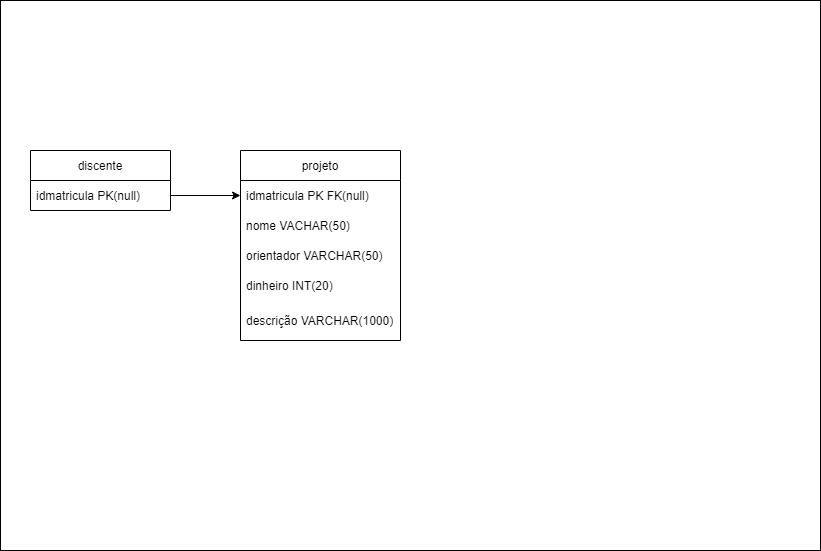 discente
idmatricula PK(null)
projeto
idmatricula PK FK(null)
nome VACHAR(50)
orientador VARCHAR(50)
dinheiro INT(20)
descrição VARCHAR(1000)